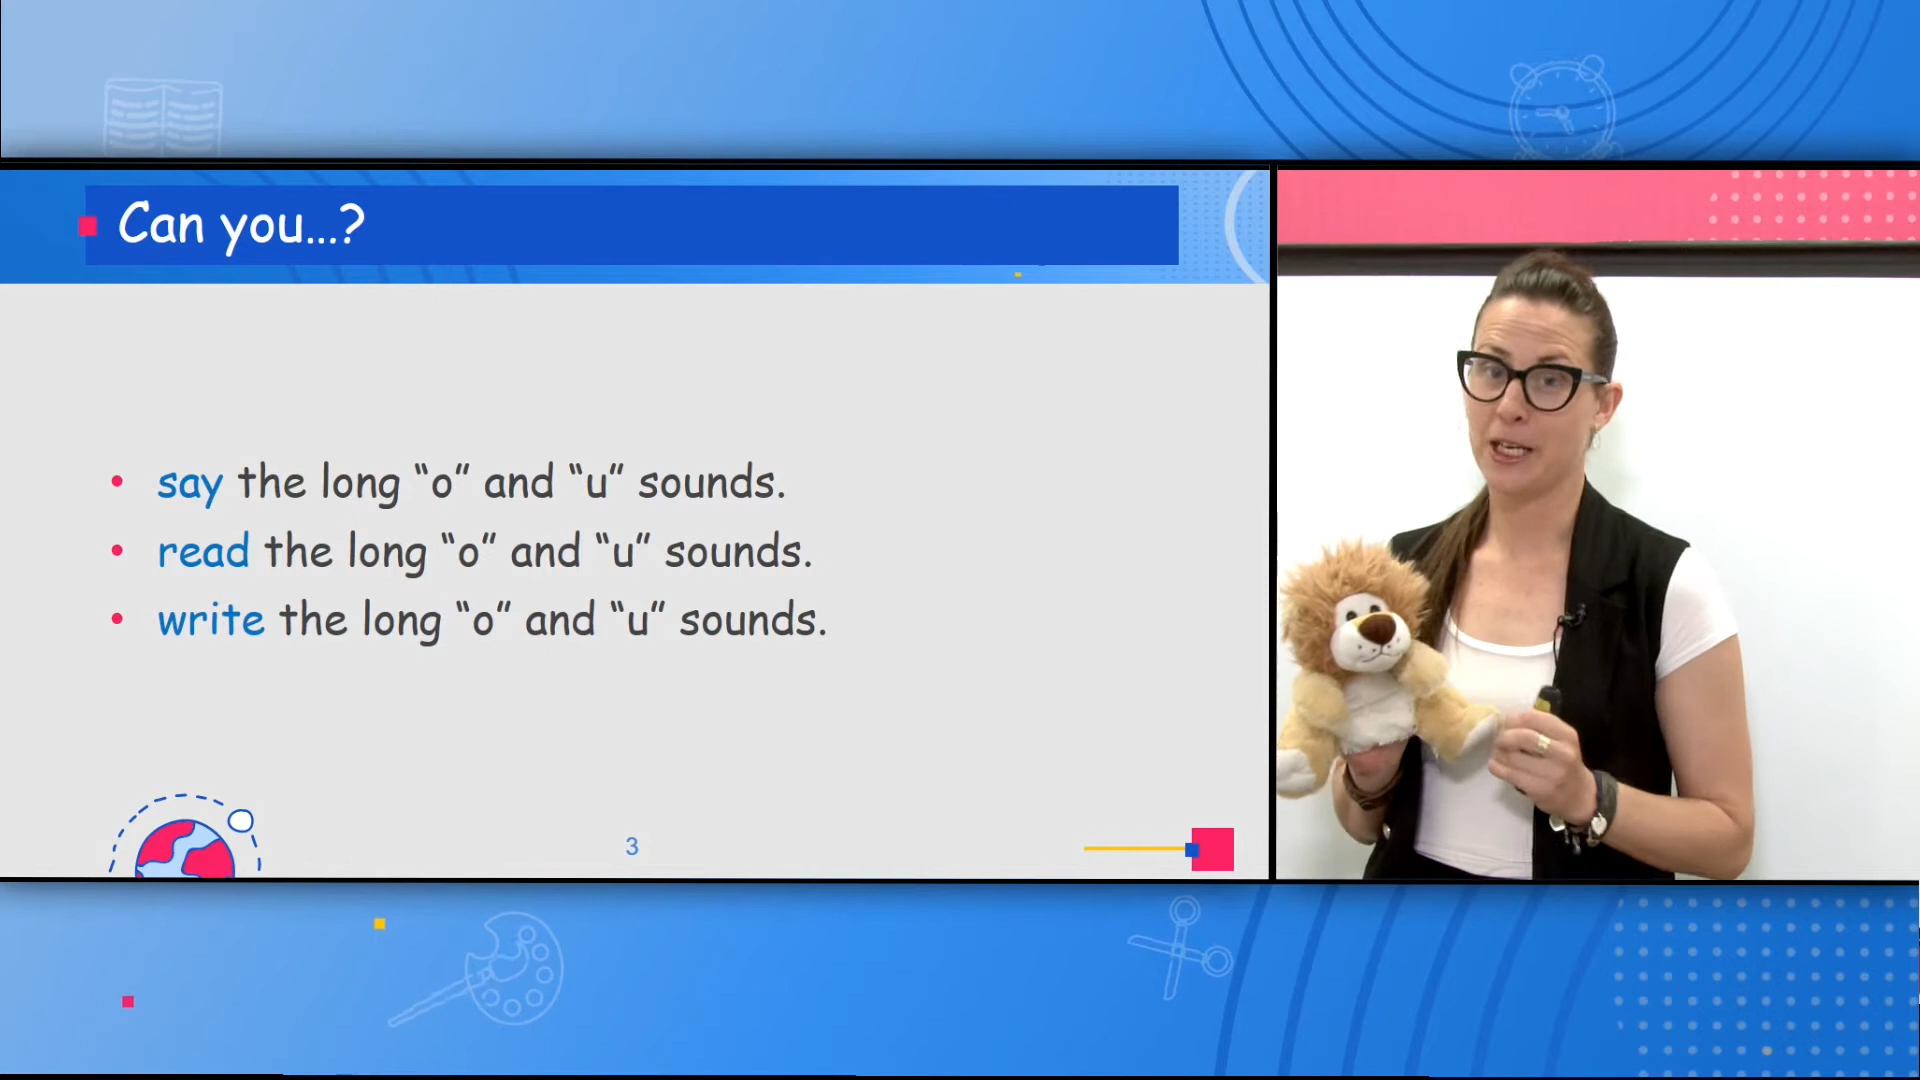 Can you...?
• say the long “o” and “u” sounds.
• read the long “o” and “u” sounds.
• write the long “o” and “u” sounds.
3